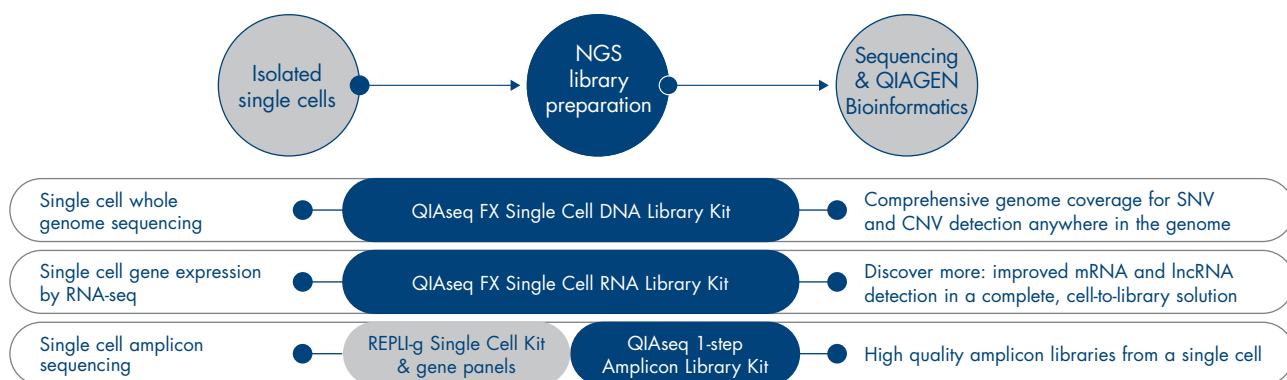 Isolated
single cells
NGS
library
preparation
Sequencing
& QIAGEN
Bioinformatics
Single cell whole
genome sequencing
QIAseq FX Single Cell DNA Library Kit
Comprehensive genome coverage for SNV
and CNV detection anywhere in the genome
Single cell gene expression
by RNA-seq
QIAseq FX Single Cell RNA Library Kit
Discover more: improved mRNA and lncRNA
detection in a complete, cell-to-library solution
Single cell amplicon
sequencing
REPLI-g Single Cell Kit
& gene panels
QIAseq 1-step
Amplicon Library Kit
High quality amplicon libraries from a single cell